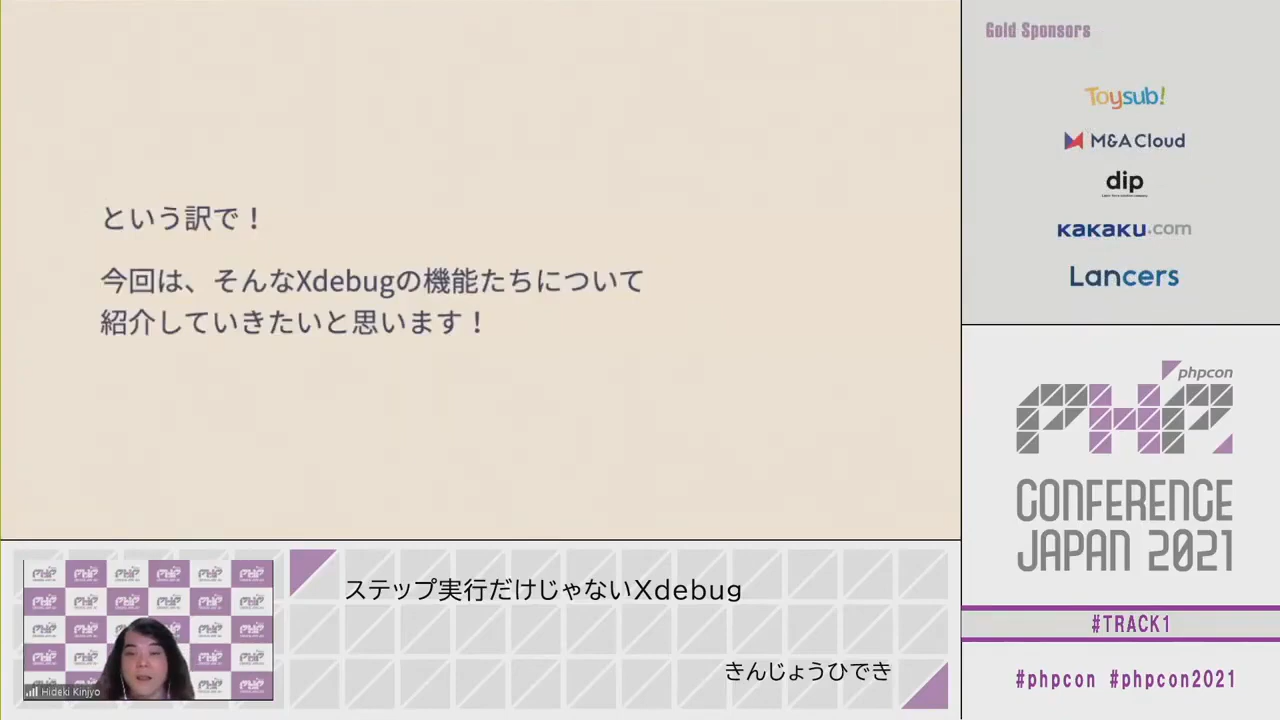 という訳で！
今回は、そんなXdebugの機能たちについて
紹介していきたいと思います！
Gold Sponsors
Toysub!
M&A Cloud
dip
KAKAKU.com
Lancers
phpcon
PHP
CONFERENCE
JAPAN 2021
#TRACK1
#phpcon #phpcon2021
ステップ実行だけじゃないXdebug
きんじょうひでき
Hideki Kinjyo